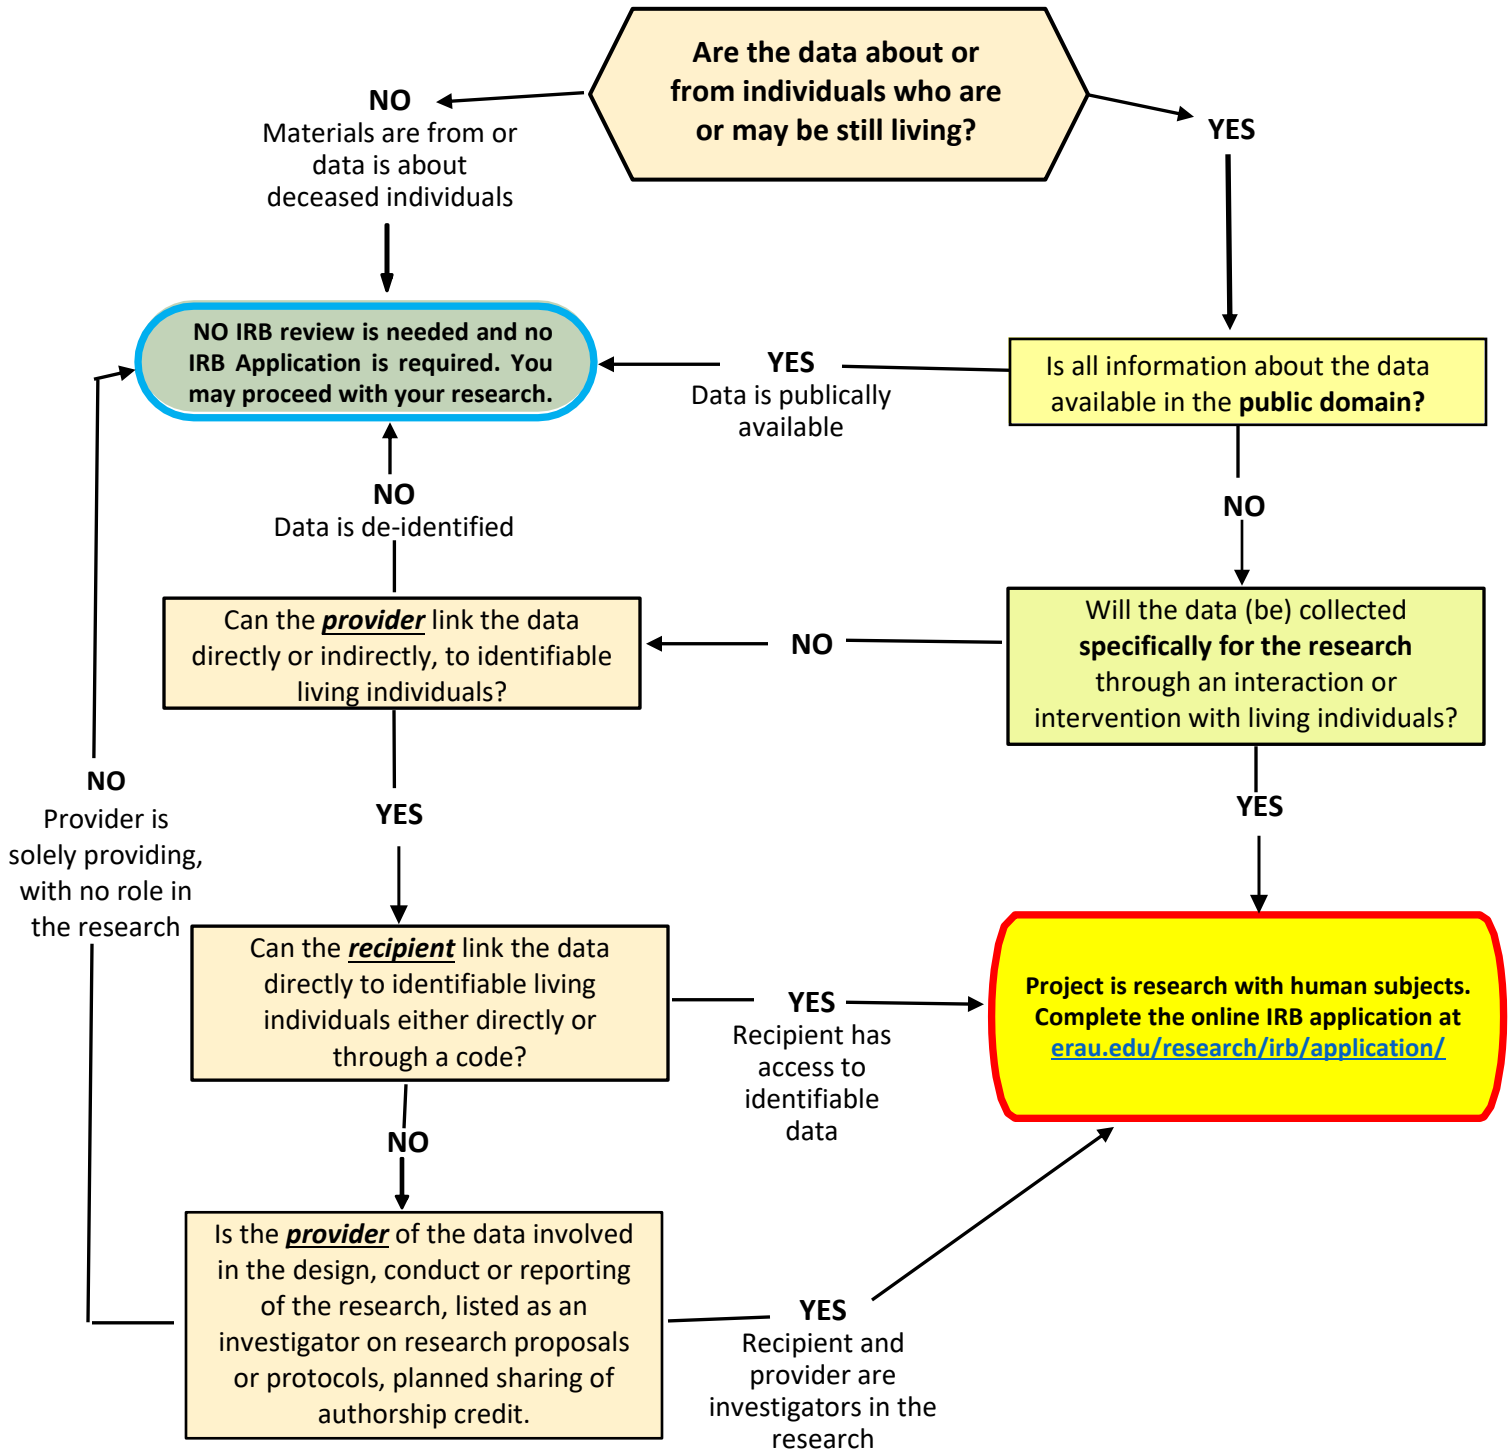 Are the data about or
from individuals who are
or may be still living?
NO
Materials are from or
data is about
deceased individuals
YES
NO IRB review is needed and no
IRB Application is required. You
may proceed with your research.
YES
Data is publically
available
Is all information about the data
available in the public domain?
NO
Data is de-identified
NO
Can the provider link the data
directly or indirectly, to identifiable
living individuals?
NO
Will the data (be) collected
specifically for the research
through an interaction or
intervention with living individuals?
NO
Provider is
solely providing,
with no role in
the research
YES
YES
Can the recipient link the data
directly to identifiable living
individuals either directly or
through a code?
YES
Recipient has
access to
identifiable
data
Project is research with human subjects.
Complete the online IRB application at
erau.edu/research/irb/application/
NO
Is the provider of the data involved
in the design, conduct or reporting
of the research, listed as an
investigator on research proposals
or protocols, planned sharing of
authorship credit.
YES
Recipient and
provider are
investigators in the
research